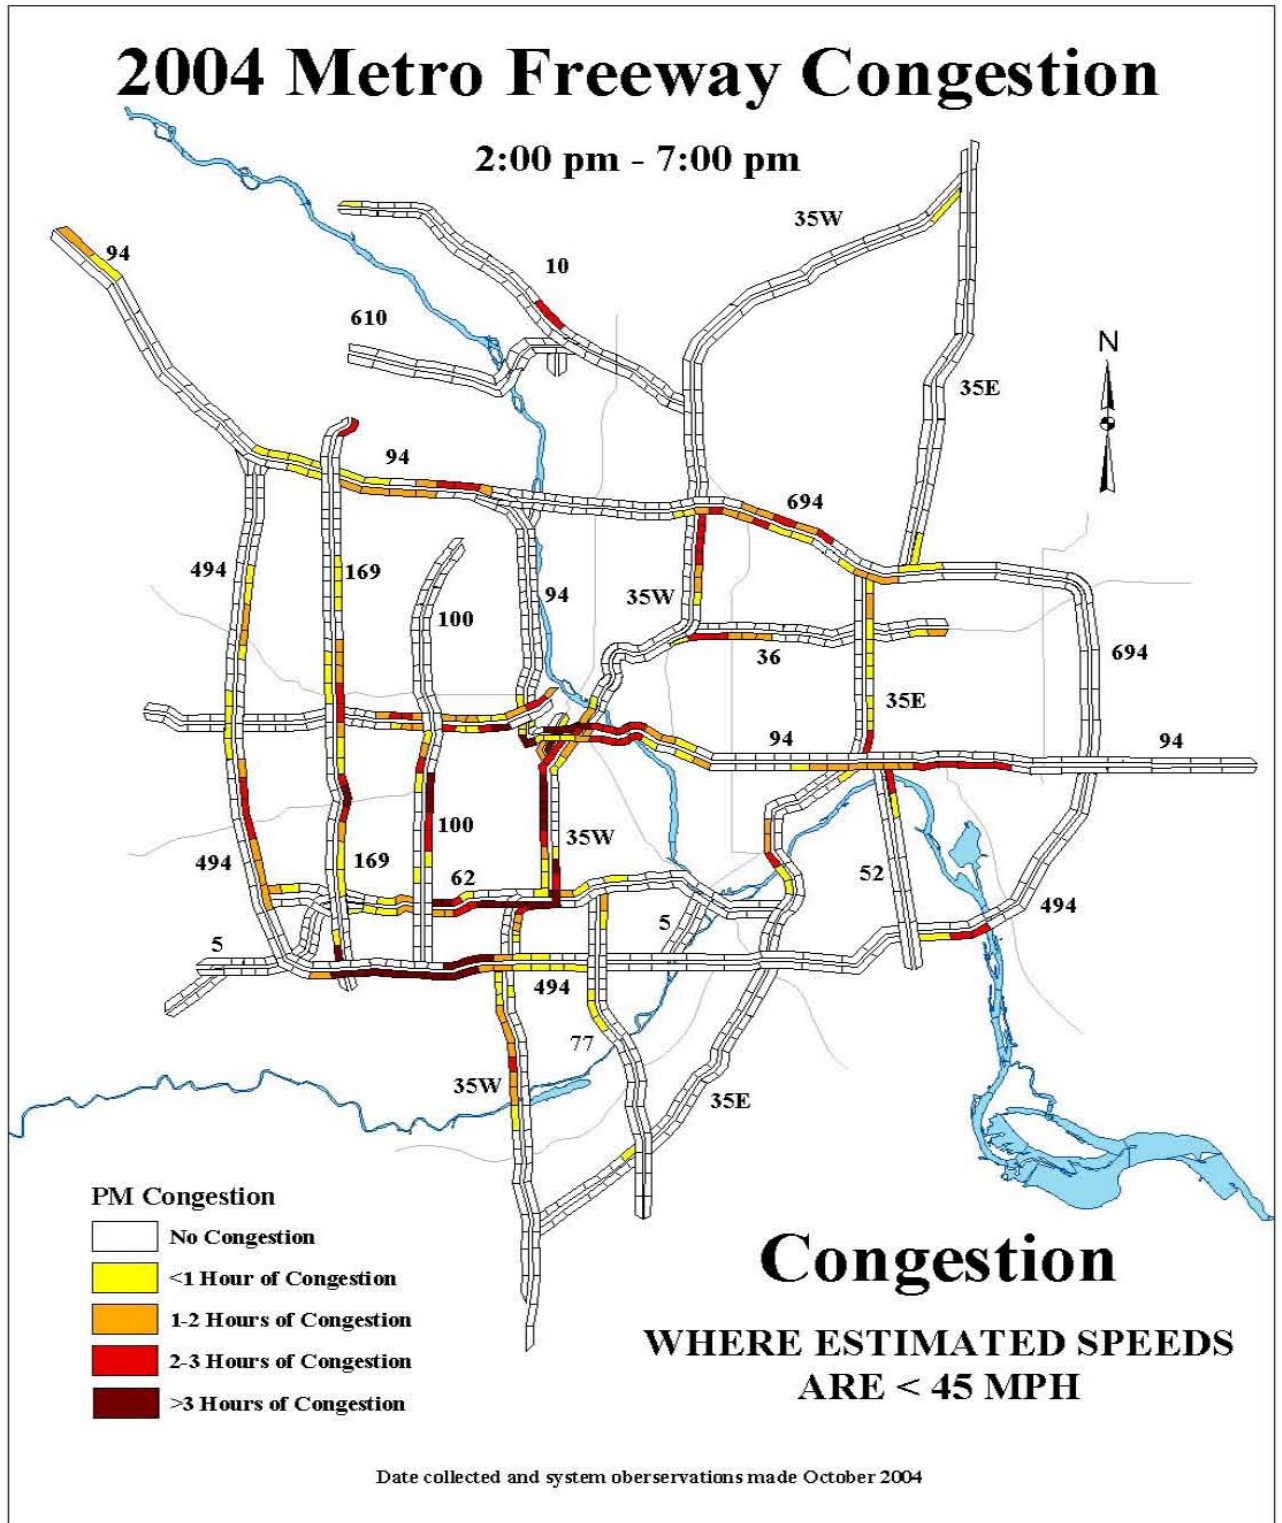 2004 Metro Freeway Congestion
2:00 pm - 7:00 pm
35W
94
10
610
N
35E
94
694
494
169
94
35W
100
36
694
35E
94
94
100
35W
494
169
62
52
494
5
5
494
77
35W
35E
PM Congestion
No Congestion
<1 Hour of Congestion
1-2 Hours of Congestion
2-3 Hours of Congestion
>3 Hours of Congestion
Congestion
WHERE ESTIMATED SPEEDS
ARE < 45 MPH
Date collected and system oberservations made October 2004